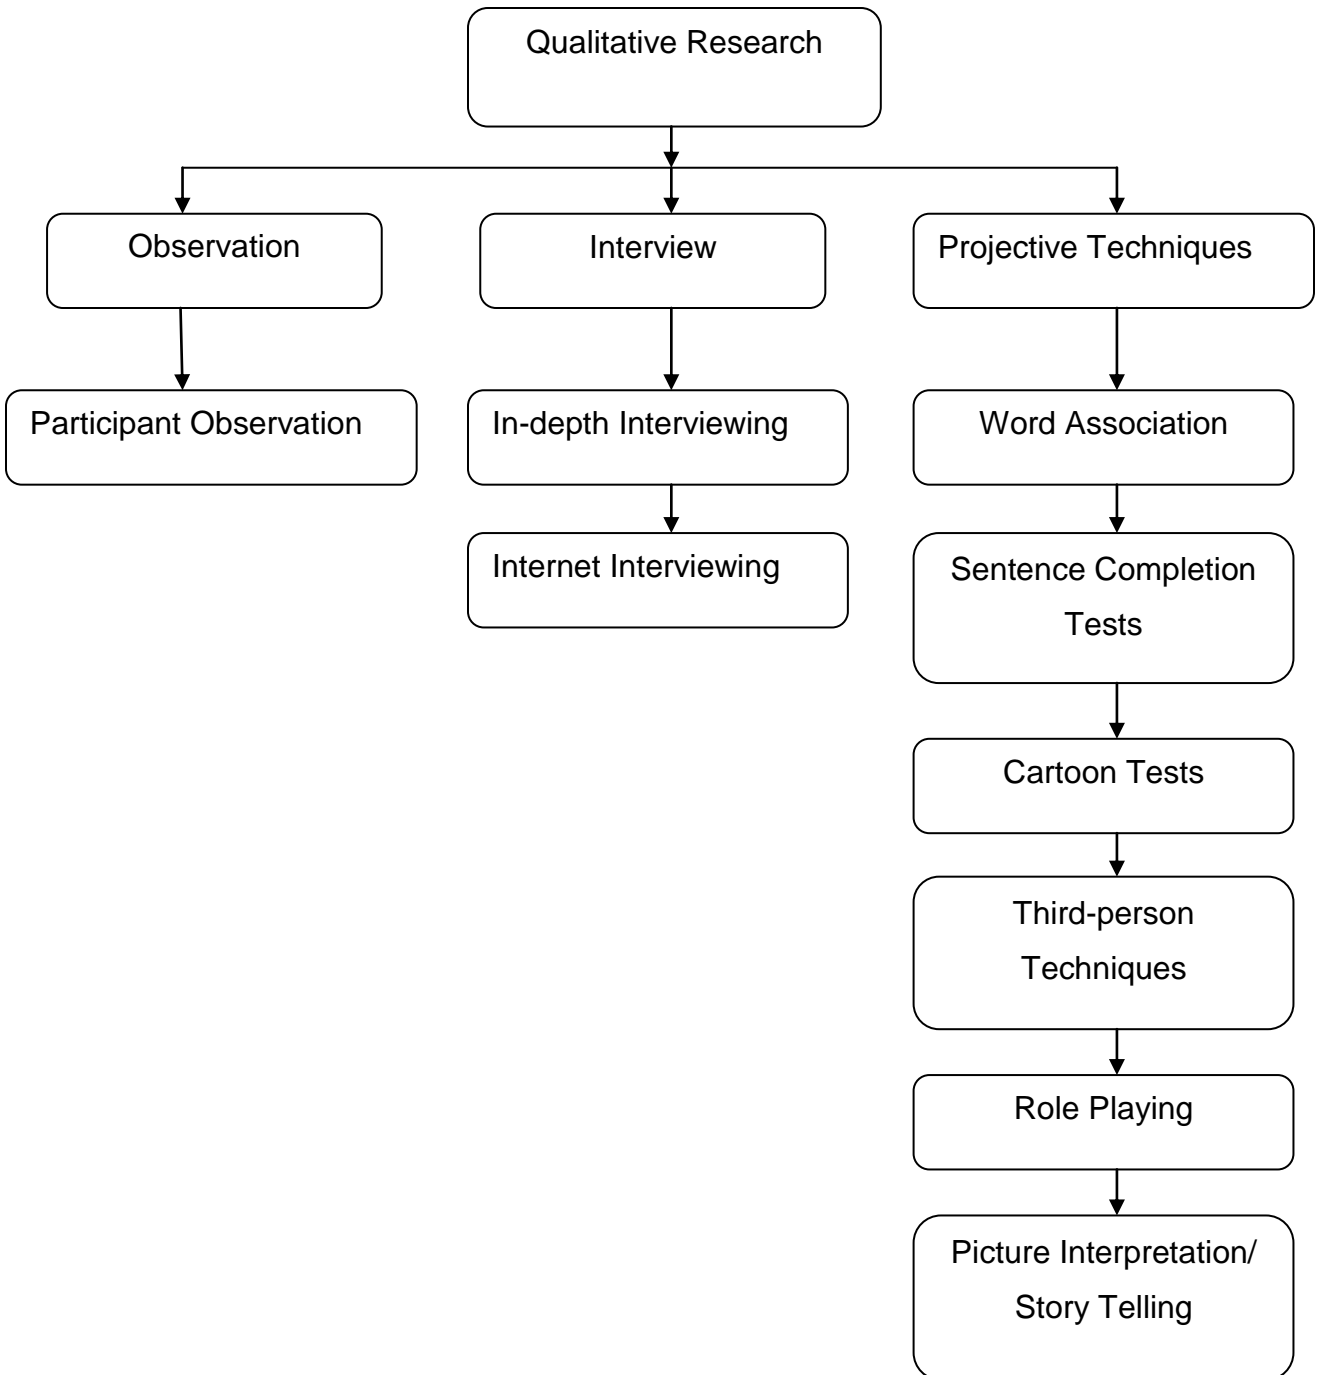 Qualitative Research
Observation
Interview
Projective Techniques
Participant Observation
In-depth Interviewing
Word Association
Internet Interviewing
Sentence Completion
Tests
Cartoon Tests
Third-person
Techniques
Role Playing
Picture Interpretation/
Story Telling